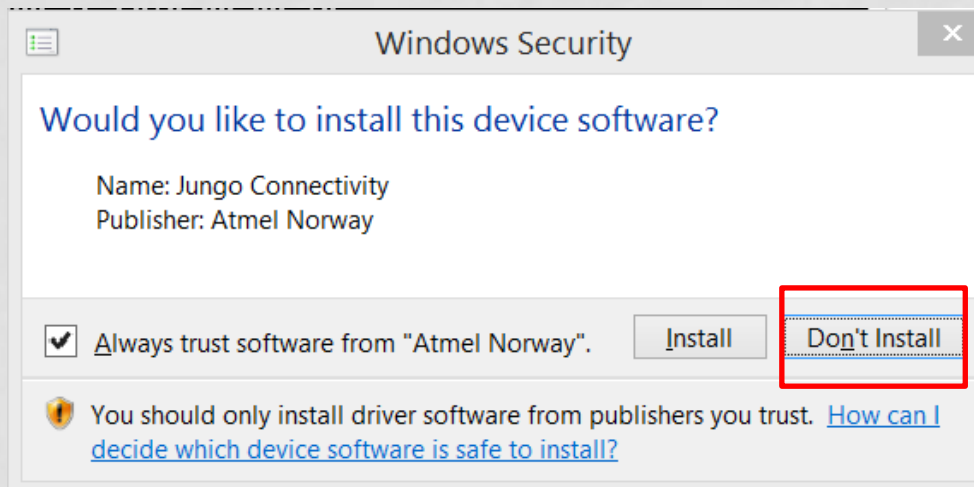 Windows Security
Would you like to install this device software?
Name: Jungo Connectivity
Publisher: Atmel Norway
Always trust software from "Atmel Norway".
Install
Don't Install
You should only install driver software from publishers you trust. How can I
decide which device software is safe to install?